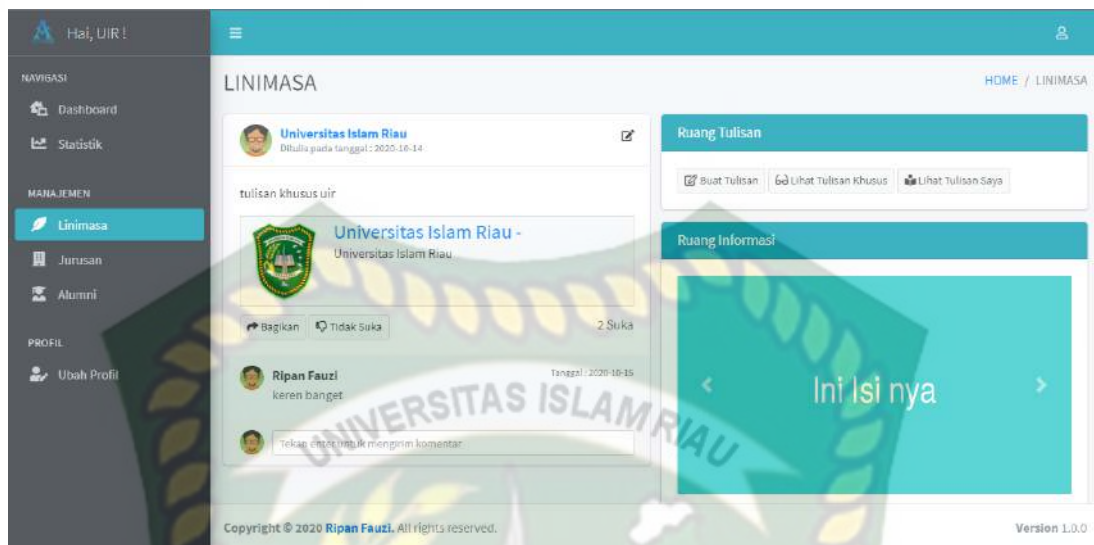 Hai, UIR !
NAVIGASI
Dashboard
Statistik
MANAJEMEN
Linimasa
Jurusan
Alumni
PROFIL
Ubah Profil
LINIMASA
HOME / LINIMASA
Universitas Islam Riau
Ditulis pada tanggal : 2020-10-14
tulisan khusus uir
Universitas Islam Riau -
Universitas Islam Riau
Bagikan Tidak Suka 2 Suka
Ripan Fauzi Tanggal : 2020-10-15
keren banget
Tekan enter untuk mengirim komentar
Ruang Tulisan
Buat Tulisan Lihat Tulisan Khusus Lihat Tulisan Saya
Ruang Informasi
Ini Isi nya
UNIVERSITAS ISLAM RIAU
Copyright © 2020 Ripan Fauzi. All rights reserved. Version 1.0.0